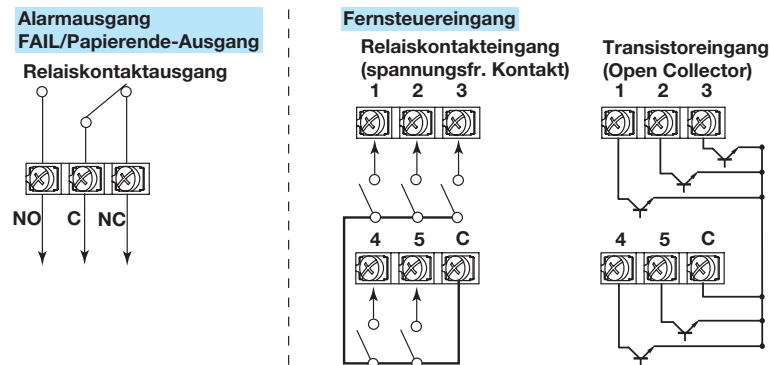 Alarmausgang
FAIL/Papierende-Ausgang
Relaiskontaktausgang
NO C NC
Fernsteuereingang
Relaiskontakteingang
(spannungsfr. Kontakt)
1 2 3
4 5 C
Transistoreingang
(Open Collector)
1 2 3
4 5 C